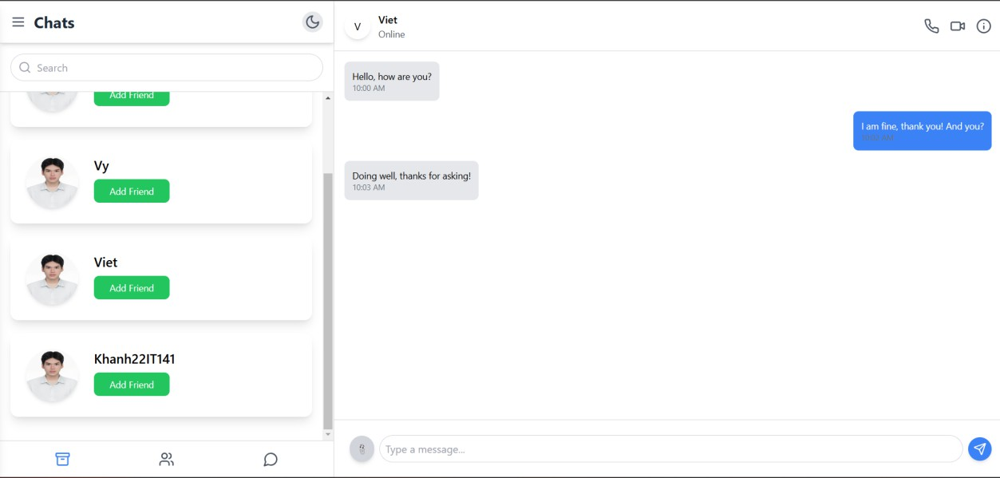 Chats
Search
Add Friend
Vy
Add Friend
Viet
Add Friend
Khanh22IT141
Add Friend
V
Viet
Online
Hello, how are you?
10:00 AM
I am fine, thank you! And you?
Doing well, thanks for asking!
10:03 AM
Type a message...